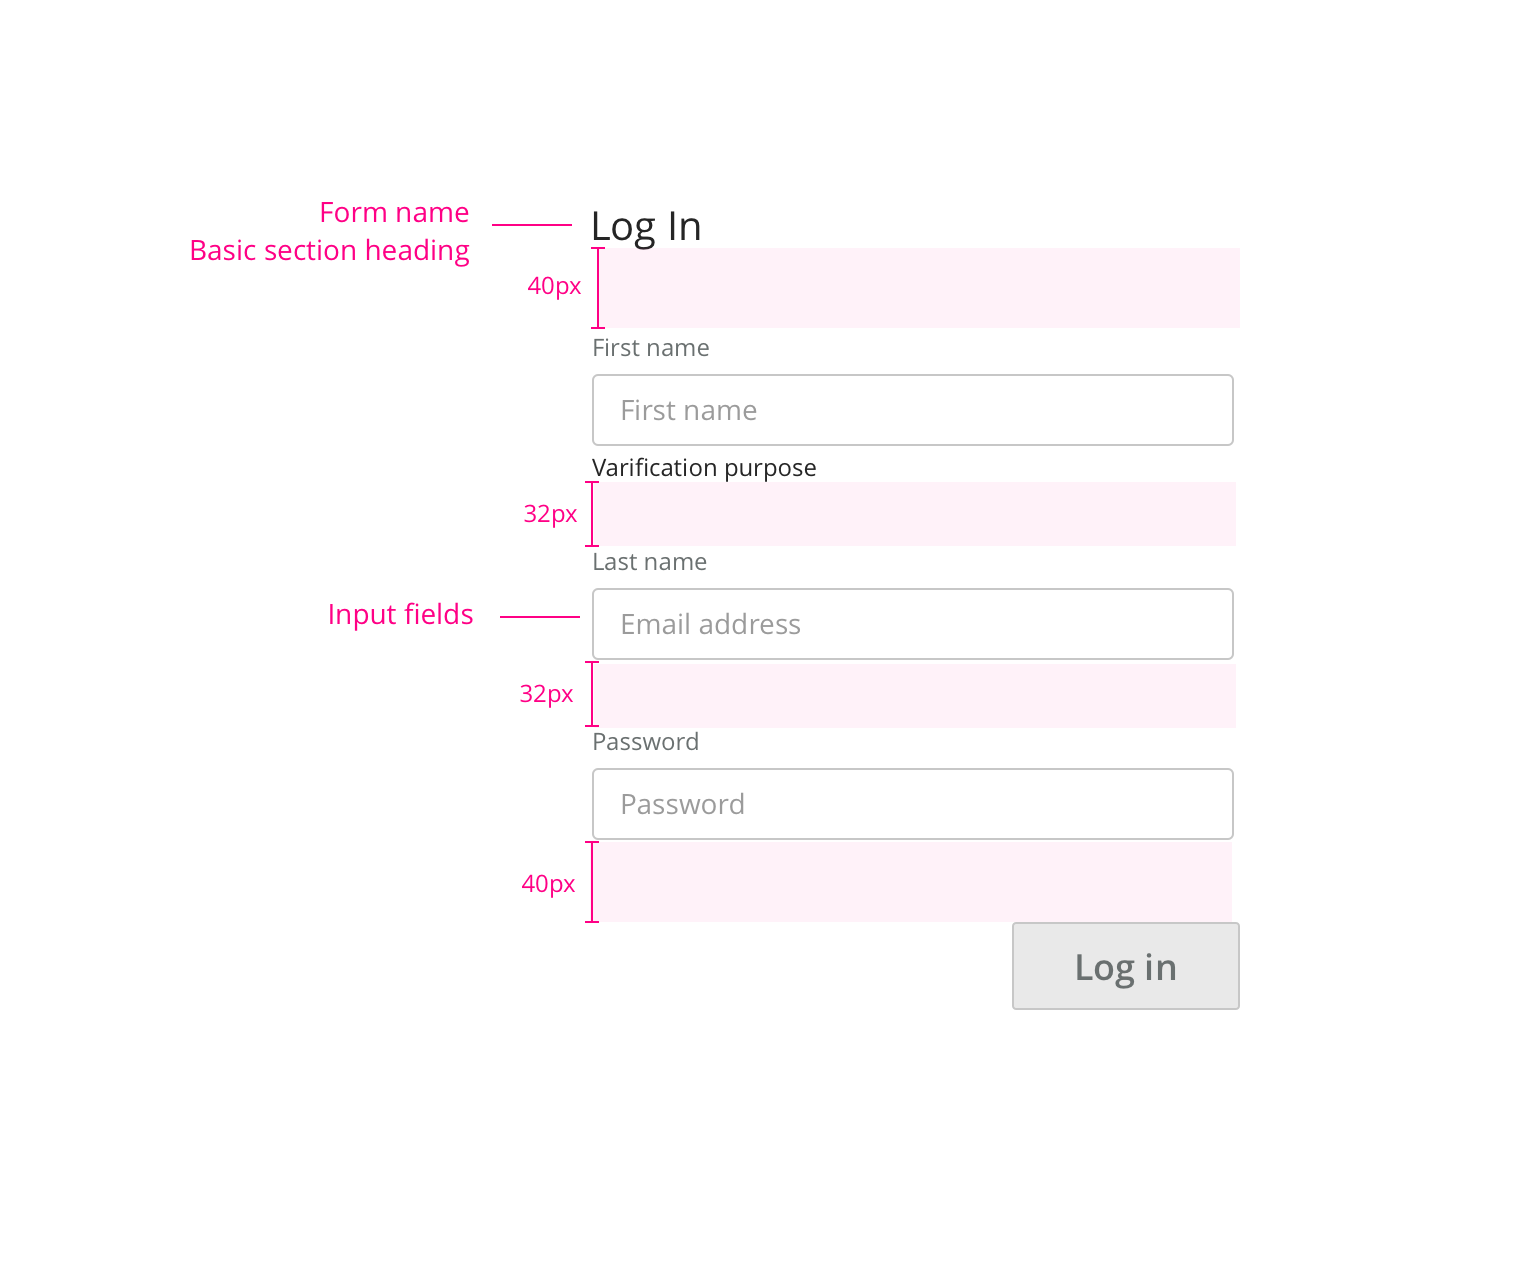 Form name
Basic section heading
Log In
40px
First name
First name
Varification purpose
32px
Last name
Input fields
Email address
32px
Password
Password
40px
Log in